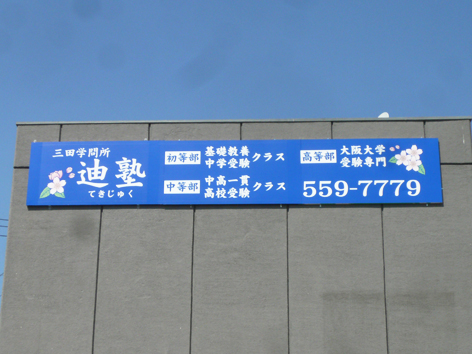 三田学問所
迪塾
てきじゅく
初等部
基礎教養
中学受験
クラス
中等部
中高一貫
高校受験
クラス
高等部
大阪大学
受験専門
559-7779